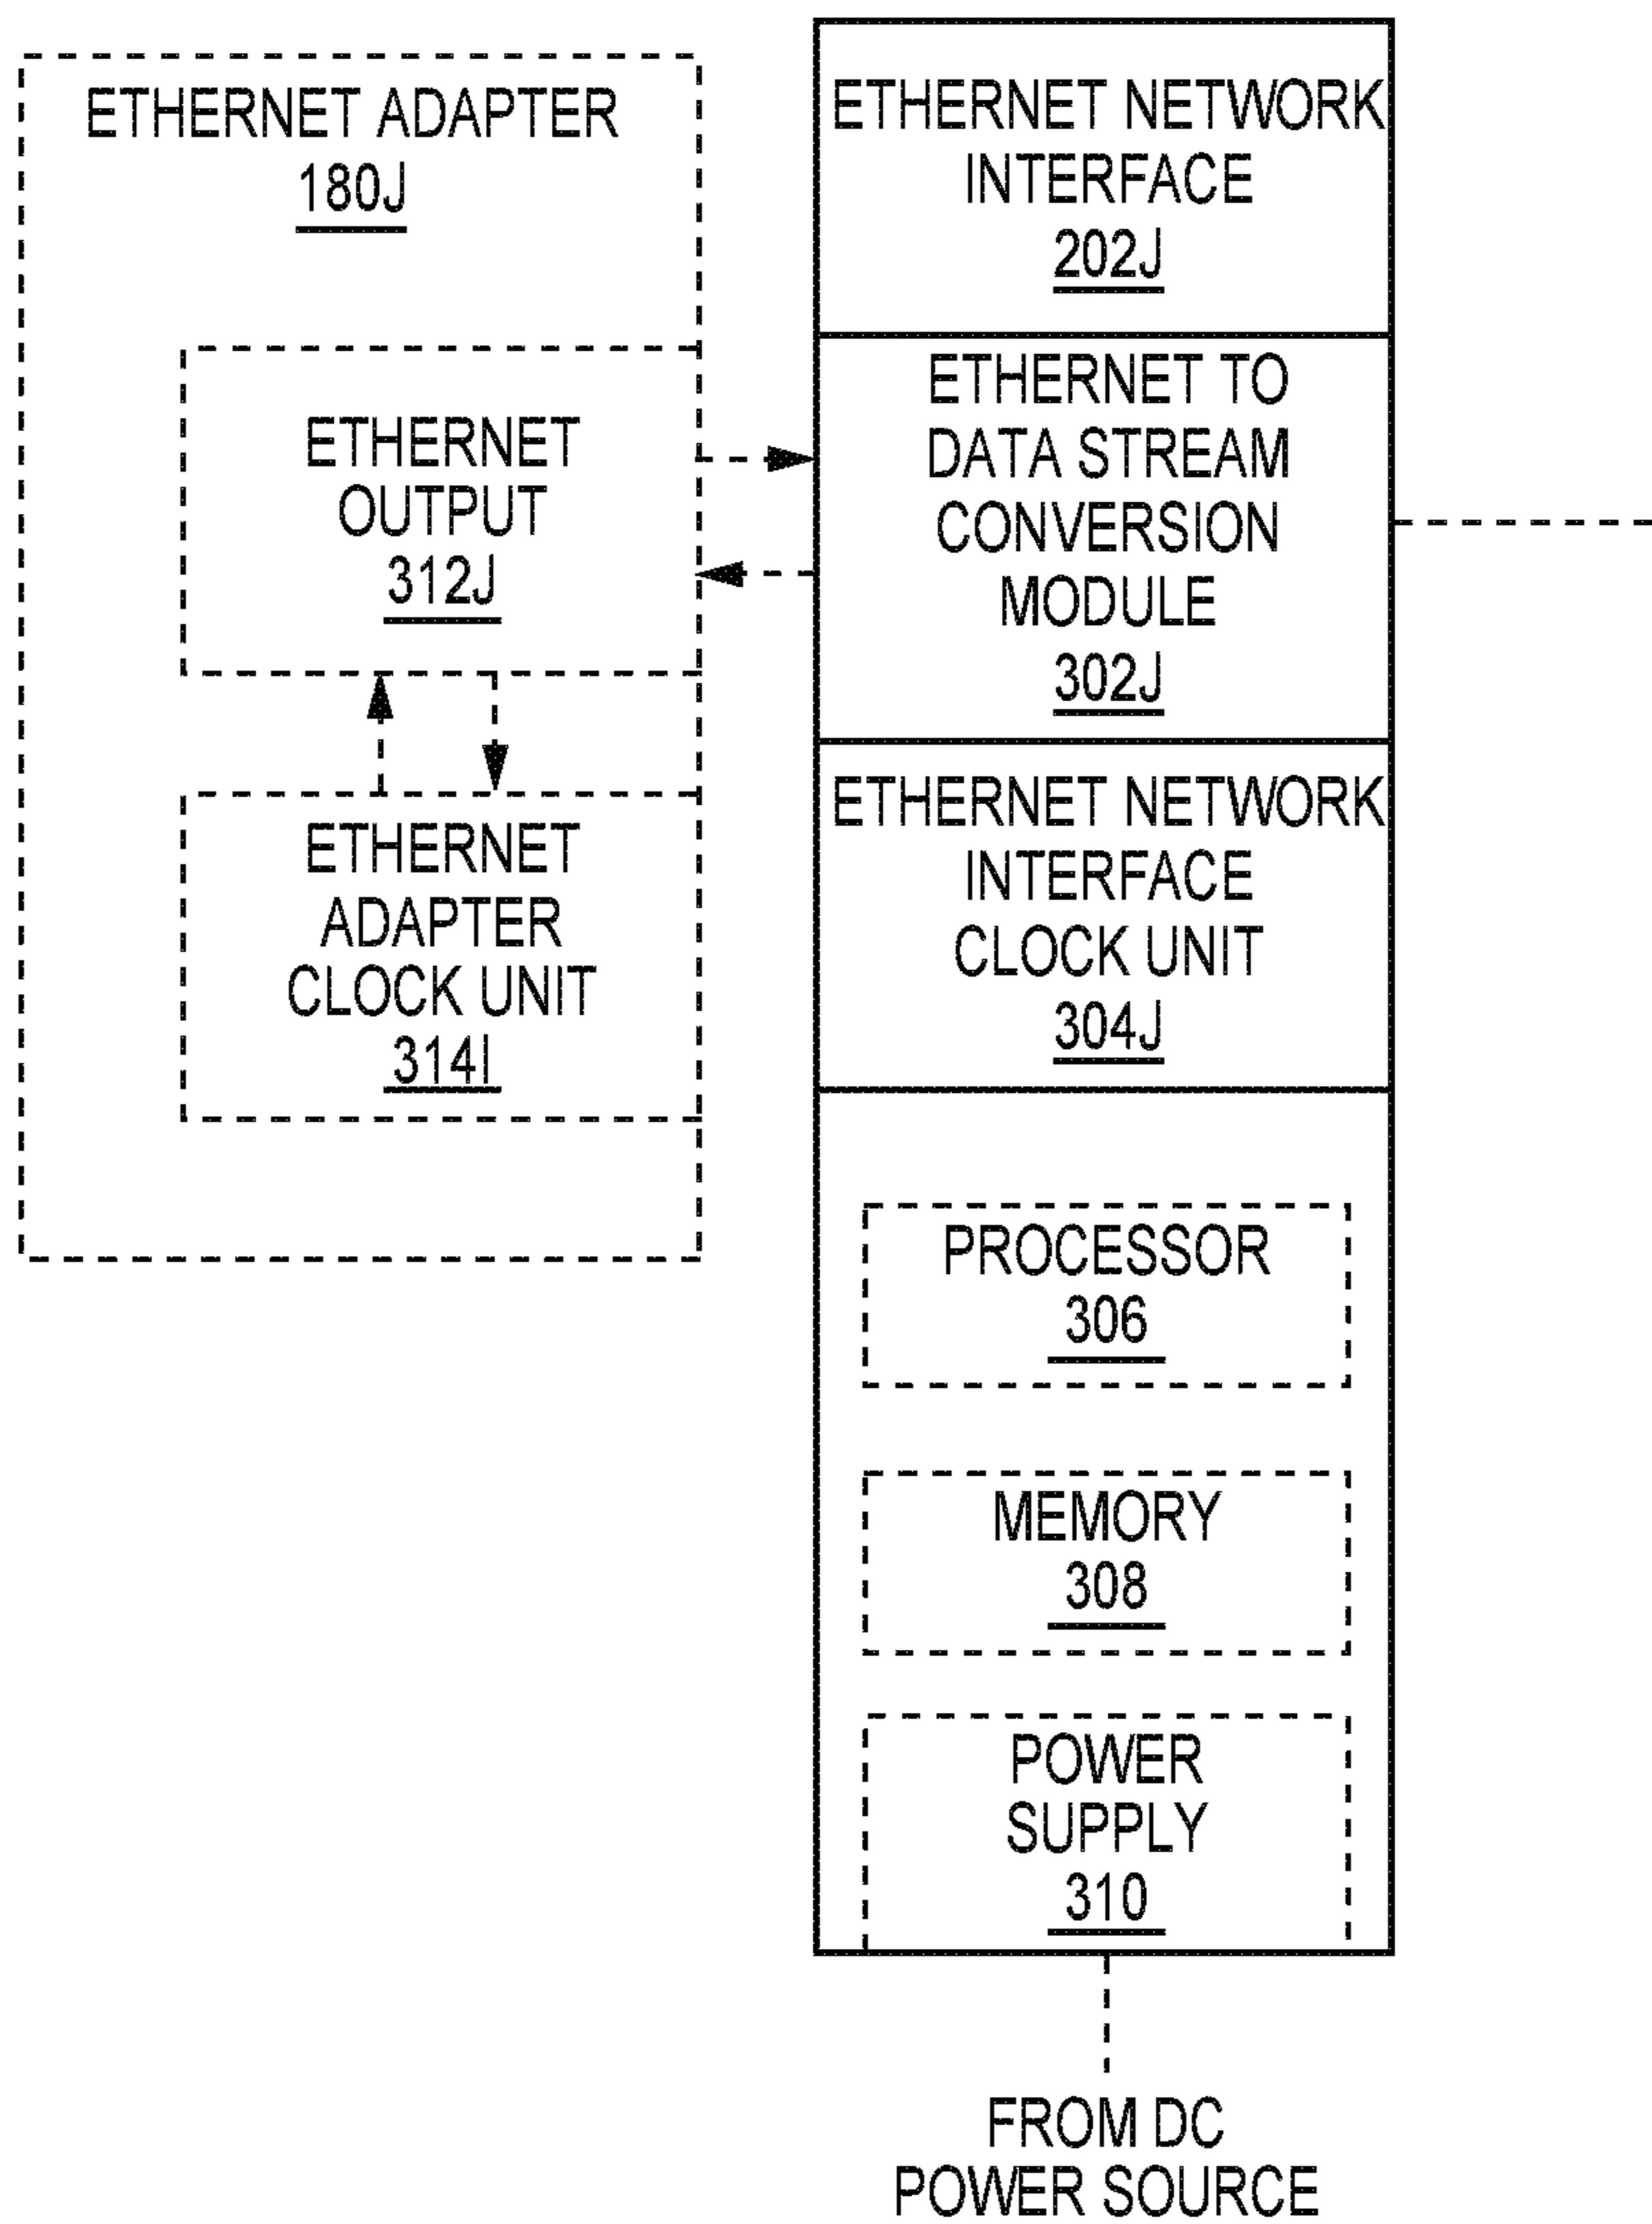 ETHERNET ADAPTER
180J
ETHERNET
OUTPUT
312J
ETHERNET
ADAPTER
CLOCK UNIT
314I
ETHERNET NETWORK
INTERFACE
202J
ETHERNET TO
DATA STREAM
CONVERSION
MODULE
302J
ETHERNET NETWORK
INTERFACE
CLOCK UNIT
304J
PROCESSOR
306
MEMORY
308
POWER
SUPPLY
310
FROM DC
POWER SOURCE